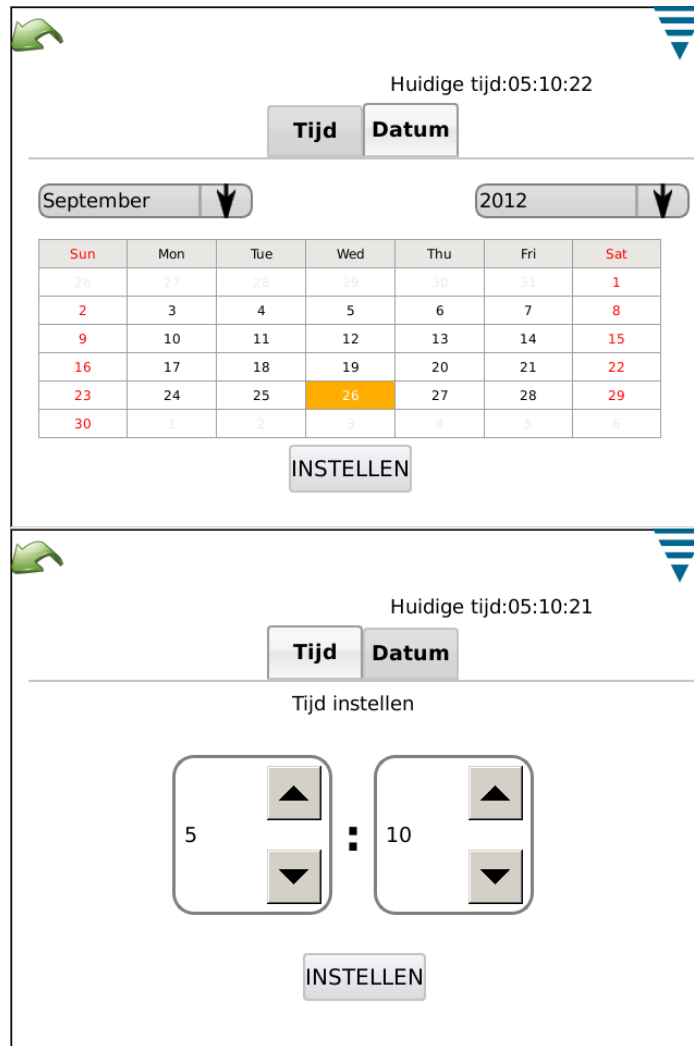 Huidige tijd:05:10:22
Tijd Datum
September 2012
Sun Mon Tue Wed Thu Fri Sat
26 27 28 29 30 31 1
2 3 4 5 6 7 8
9 10 11 12 13 14 15
16 17 18 19 20 21 22
23 24 25 26 27 28 29
30 1 2 3 4 5 6
INSTELLEN
Huidige tijd:05:10:21
Tijd Datum
Tijd instellen
5 : 10
INSTELLEN